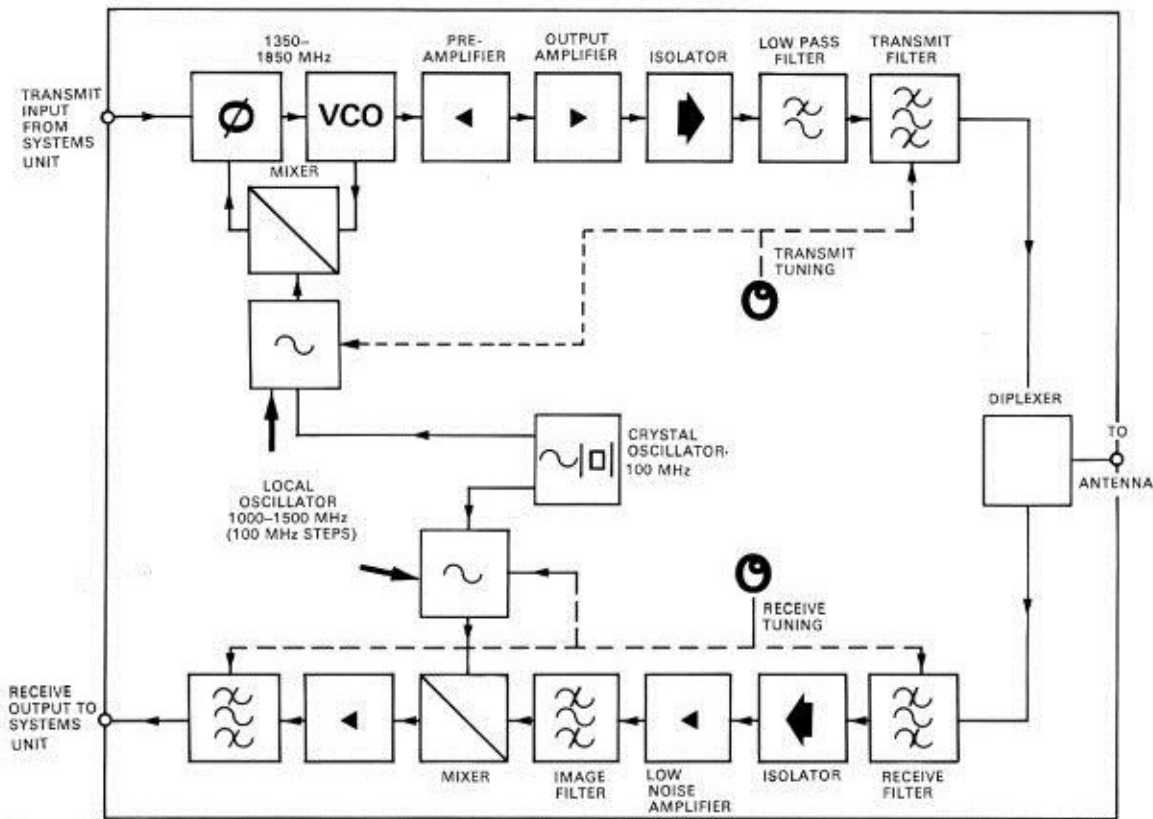 1350–
1850 MHz
PRE-
AMPLIFIER
OUTPUT
AMPLIFIER
ISOLATOR
LOW PASS
FILTER
TRANSMIT
FILTER
TRANSMIT
INPUT
FROM
SYSTEMS
UNIT
Ø
VCO
MIXER
TRANSMIT
TUNING
DIPLEXER
TO
ANTENNA
CRYSTAL
OSCILLATOR·
100 MHz
LOCAL
OSCILLATOR
1000–1500 MHz
(100 MHz STEPS)
RECEIVE
TUNING
RECEIVE
OUTPUT TO
SYSTEMS
UNIT
MIXER
IMAGE
FILTER
LOW
NOISE
AMPLIFIER
ISOLATOR
RECEIVE
FILTER